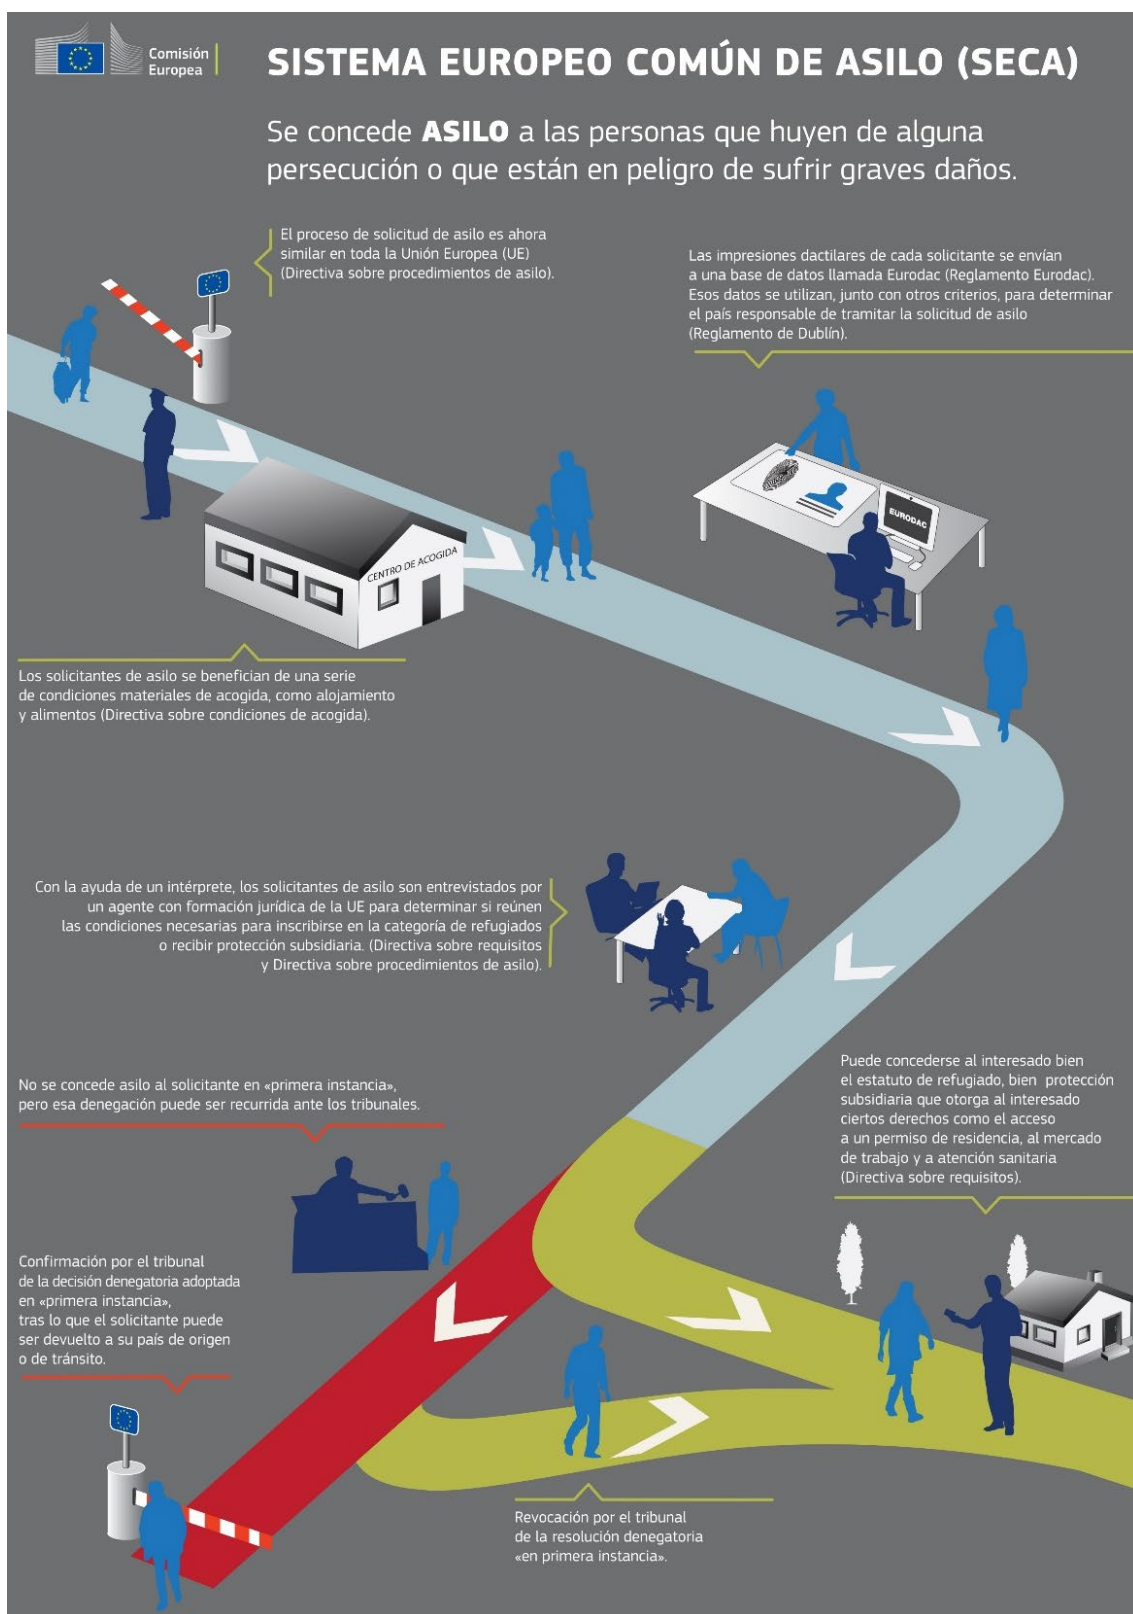 Comisión
Europea
SISTEMA EUROPEO COMÚN DE ASILO (SECA)
Se concede ASILO a las personas que huyen de alguna
persecución o que están en peligro de sufrir graves daños.
El proceso de solicitud de asilo es ahora
similar en toda la Unión Europea (UE)
(Directiva sobre procedimientos de asilo).
Las impresiones dactilares de cada solicitante se envían
a una base de datos llamada Eurodac (Reglamento Eurodac).
Esos datos se utilizan, junto con otros criterios, para determinar
el país responsable de tramitar la solicitud de asilo
(Reglamento de Dublín).
EURODAC
CENTRO DE ACOGIDA
Los solicitantes de asilo se benefician de una serie
de condiciones materiales de acogida, como alojamiento
y alimentos (Directiva sobre condiciones de acogida).
Con la ayuda de un intérprete, los solicitantes de asilo son entrevistados por
un agente con formación jurídica de la UE para determinar si reúnen
las condiciones necesarias para inscribirse en la categoría de refugiados
o recibir protección subsidiaria. (Directiva sobre requisitos
y Directiva sobre procedimientos de asilo).
Puede concederse al interesado bien
el estatuto de refugiado, bien protección
subsidiaria que otorga al interesado
ciertos derechos como el acceso
a un permiso de residencia, al mercado
de trabajo y a atención sanitaria
(Directiva sobre requisitos).
No se concede asilo al solicitante en «primera instancia»,
pero esa denegación puede ser recurrida ante los tribunales.
Confirmación por el tribunal
de la decisión denegatoria adoptada
en «primera instancia»,
tras lo que el solicitante puede
ser devuelto a su país de origen
o de tránsito.
Revocación por el tribunal
de la resolución denegatoria
«en primera instancia».